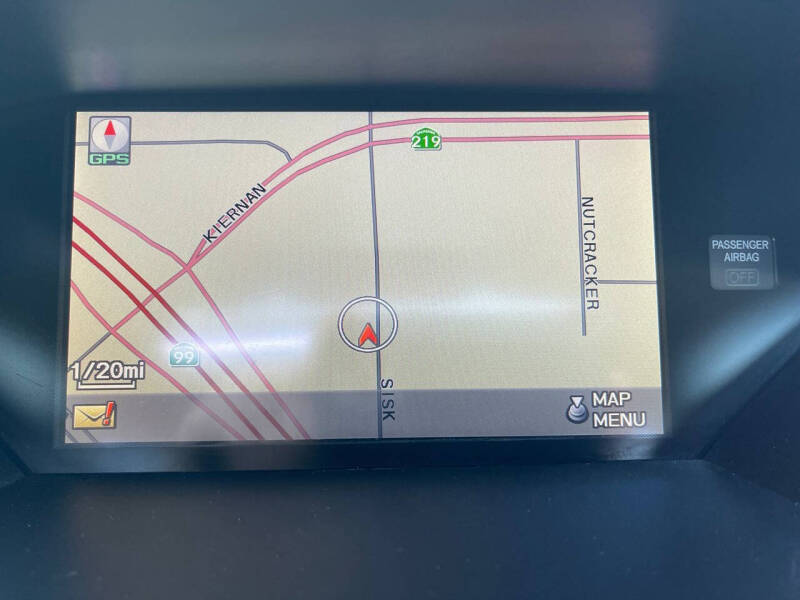 GPS
219
KIERNAN
NUTCRACKER
PASSENGER
AIRBAG
OFF
99
1/20mi
SISK
MAP
MENU